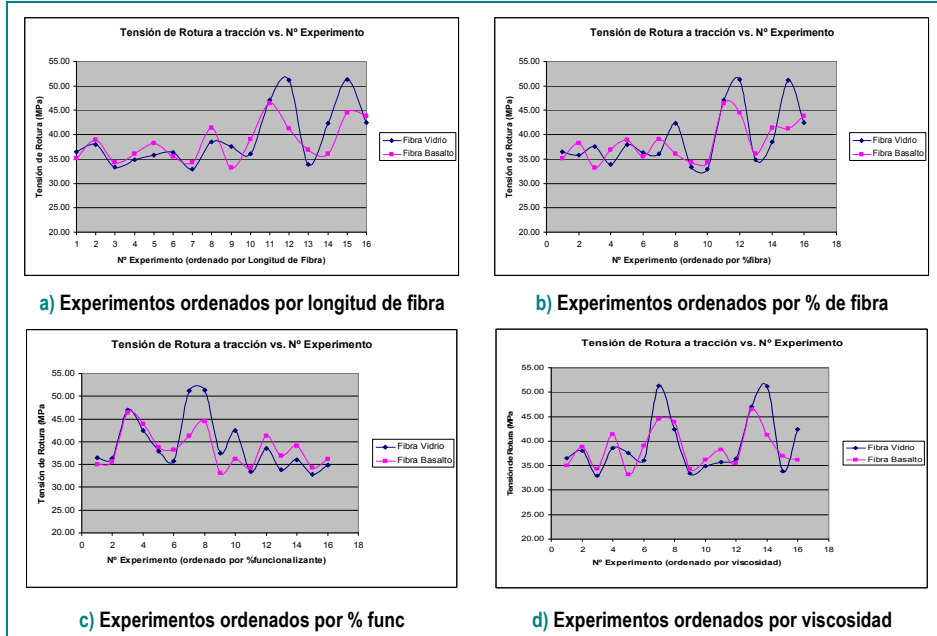 Tensión de Rotura a tracción vs. Nº Experimento
55.00
50.00
45.00
40.00
35.00
30.00
25.00
20.00
Tensión de Rotura (MPa)
1 2 3 4 5 6 7 8 9 10 11 12 13 14 15 16
Nº Experimento (ordenado por Longitud de Fibra)
Fibra Vidrio
Fibra Basalto
a) Experimentos ordenados por longitud de fibra
Tensión de Rotura a tracción vs. Nº Experimento
55.00
50.00
45.00
40.00
35.00
30.00
25.00
20.00
Tensión de Rotura (MPa)
0 2 4 6 8 10 12 14 16 18
Nº Experimento (ordenado por %fibra)
Fibra Vidrio
Fibra Basalto
b) Experimentos ordenados por % de fibra
Tensión de Rotura a tracción vs. Nº Experimento
55.00
50.00
45.00
40.00
35.00
30.00
25.00
20.00
Tensión de Rotura (MPa
0 2 4 6 8 10 12 14 16 18
Nº Experimento (ordenado por %funcionalizante)
Fibra Vidrio
Fibra Basalto
c) Experimentos ordenados por % func
Tensión de Rotura a tracción vs. Nº Experimento
55.00
50.00
45.00
40.00
35.00
30.00
25.00
20.00
Tensión de Rotura (MPa
0 2 4 6 8 10 12 14 16 18
Nº Experimento (ordenado por viscosidad)
Fibra Vidrio
Fibra Basalto
d) Experimentos ordenados por viscosidad